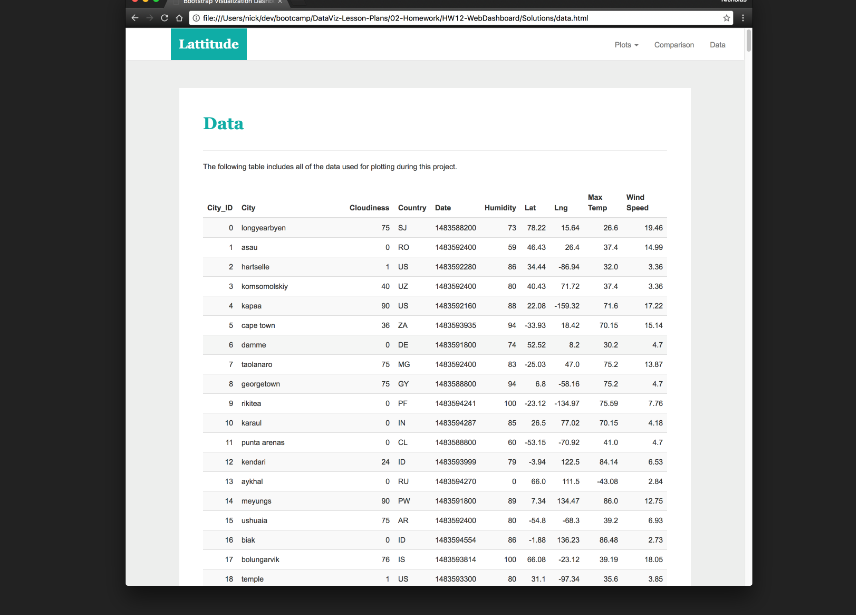 Bootstrap Visualization Dash
file:///Users/nick/dev/bootcamp/DataViz-Lesson-Plans/02-Homework/HW12-WebDashboard/Solutions/data.html
Lattitude Plots Comparison Data
Data
The following table includes all of the data used for plotting during this project.
City_ID City Cloudiness Country Date Humidity Lat Lng Max Temp Wind Speed
0 longyearbyen 75 SJ 1483588200 73 78.22 15.64 26.6 19.46
1 asau 0 RO 1483592400 59 46.43 26.4 37.4 14.99
2 hartselle 1 US 1483592280 86 34.44 -86.94 32.0 3.36
3 komsomolskiy 40 UZ 1483592400 80 40.43 71.72 37.4 3.36
4 kapaa 90 US 1483592160 88 22.08 -159.32 71.6 17.22
5 cape town 36 ZA 1483593935 94 -33.93 18.42 70.15 15.14
6 damme 0 DE 1483591800 74 52.52 8.2 30.2 4.7
7 taolanaro 75 MG 1483592400 83 -25.03 47.0 75.2 13.87
8 georgetown 75 GY 1483588800 94 6.8 -58.16 75.2 4.7
9 rikitea 0 PF 1483594241 100 -23.12 -134.97 75.59 7.76
10 karaul 0 IN 1483594287 85 26.5 77.02 70.15 4.18
11 punta arenas 0 CL 1483588800 60 -53.15 -70.92 41.0 4.7
12 kendari 24 ID 1483593999 79 -3.94 122.5 84.14 6.53
13 aykhal 0 RU 1483594270 0 66.0 111.5 -43.08 2.84
14 meyungs 90 PW 1483591800 89 7.34 134.47 86.0 12.75
15 ushuaia 75 AR 1483592400 80 -54.8 -68.3 39.2 6.93
16 biak 0 ID 1483594554 86 -1.88 136.23 86.48 2.73
17 bolungarvik 76 IS 1483593814 100 66.08 -23.12 39.19 18.05
18 temple 1 US 1483593300 80 31.1 -97.34 35.6 3.85